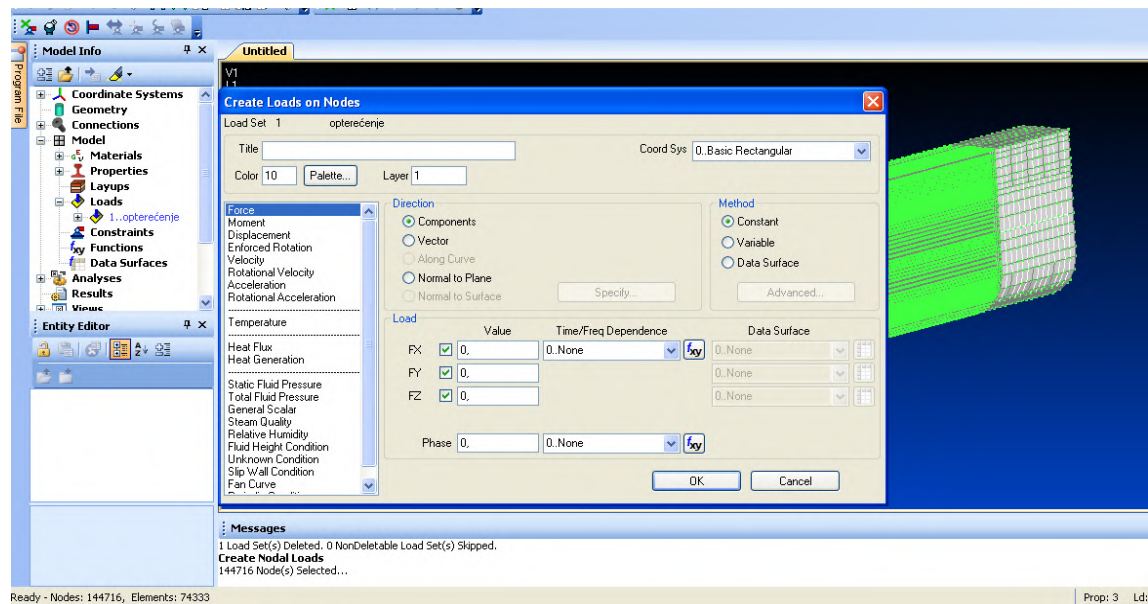 Model Info
Untitled
Program File
V1
L1
Coordinate Systems
Geometry
Connections
Model
Materials
Properties
Layups
Loads
1..opterećenje
Constraints
fxy Functions
Data Surfaces
Analyses
Results
Views
Entity Editor
Create Loads on Nodes
Load Set 1 opterećenje
Title
Coord Sys 0..Basic Rectangular
Color 10 Palette... Layer 1
Force
Moment
Displacement
Enforced Rotation
Velocity
Rotational Velocity
Acceleration
Rotational Acceleration
Temperature
Heat Flux
Heat Generation
Static Fluid Pressure
Total Fluid Pressure
General Scalar
Steam Quality
Relative Humidity
Fluid Height Condition
Unknown Condition
Slip Wall Condition
Fan Curve
Direction
Components
Vector
Along Curve
Normal to Plane
Normal to Surface
Specify...
Method
Constant
Variable
Data Surface
Advanced...
Load
Value Time/Freq Dependence Data Surface
FX 0, 0..None fxy 0..None
FY 0, 0..None
FZ 0, 0..None
Phase 0, 0..None fxy
OK Cancel
Messages
1 Load Set(s) Deleted. 0 NonDeletable Load Set(s) Skipped.
Create Nodal Loads
144716 Node(s) Selected...
Ready - Nodes: 144716, Elements: 74333
Prop: 3 Ld: